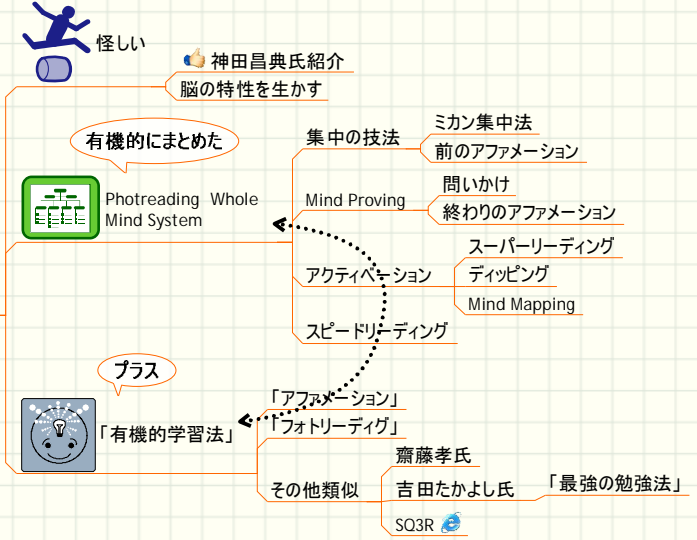 怪しい
神田昌典氏紹介
脳の特性を生かす
有機的にまとめた
Photreading Whole
Mind System
集中の技法
ミカン集中法
前のアファメーション
Mind Proving
問いかけ
終わりのアファメーション
アクティベーション
スーパーリーディング
ディッピング
Mind Mapping
スピードリーディング
プラス
「有機的学習法」
「アファメーション」
「フォトリーディグ」
その他類似
齋藤孝氏
吉田たかよし氏
「最強の勉強法」
SQ3R